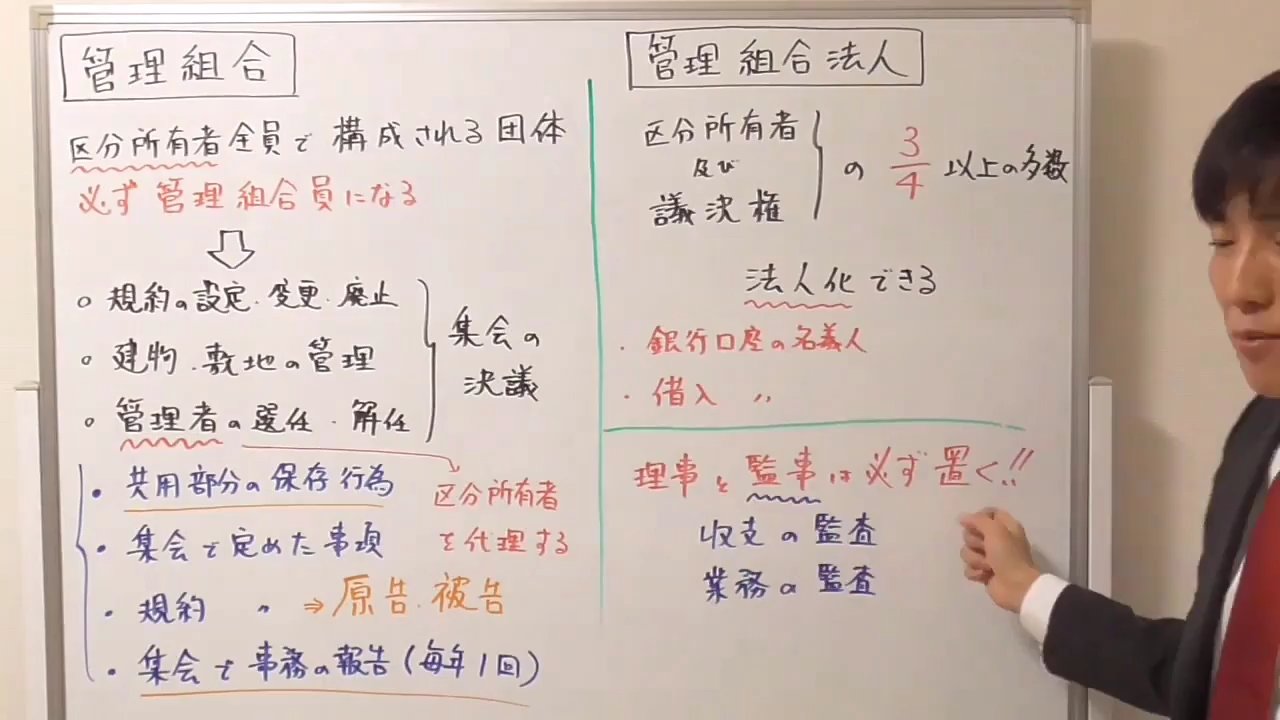 管理組合
区分所有者全員で構成される団体
必ず管理組合員になる
○ 規約の設定・変更・廃止
○ 建物・敷地の管理
○ 管理者の選任・解任
集会の
決議
・共用部分の保存行為
・集会で定めた事項
・規約 〃 ⇒原告・被告
・集会で事務の報告(毎年1回)
区分所有者
を代理する
管理組合法人
区分所有者
及び
議決権
の 3/4 以上の多数
法人化できる
・銀行口座の名義人
・借入 〃
理事と監事は必ず置く!!
収支の監査
業務の監査